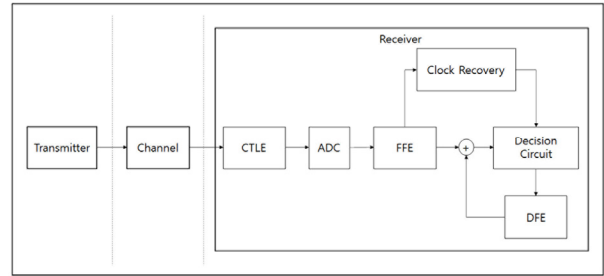 Receiver
Clock Recovery
Transmitter
Channel
CTLE
ADC
FFE
+
Decision
Circuit
DFE